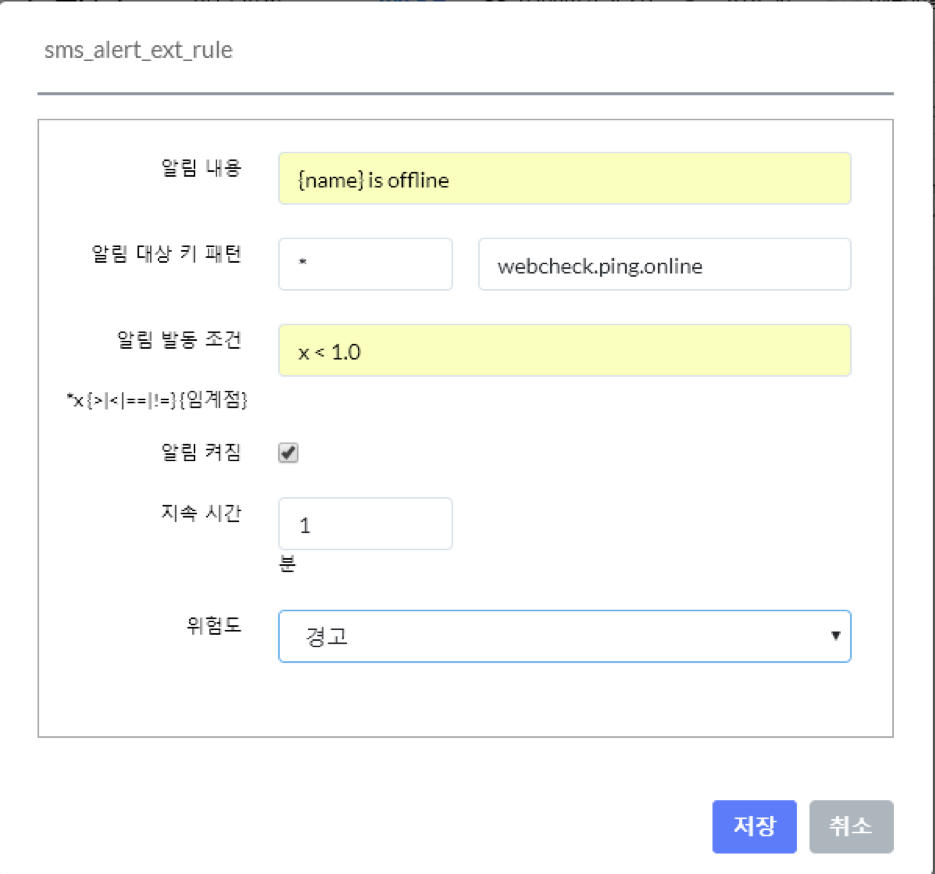 sms_alert_ext_rule
알림 내용 {name} is offline
알림 대상 키 패턴 * webcheck.ping.online
알림 발동 조건 x < 1.0
*x{>|<|==|!=}{임계점}
알림 켜짐
지속 시간 1
분
위험도 경고
저장 취소